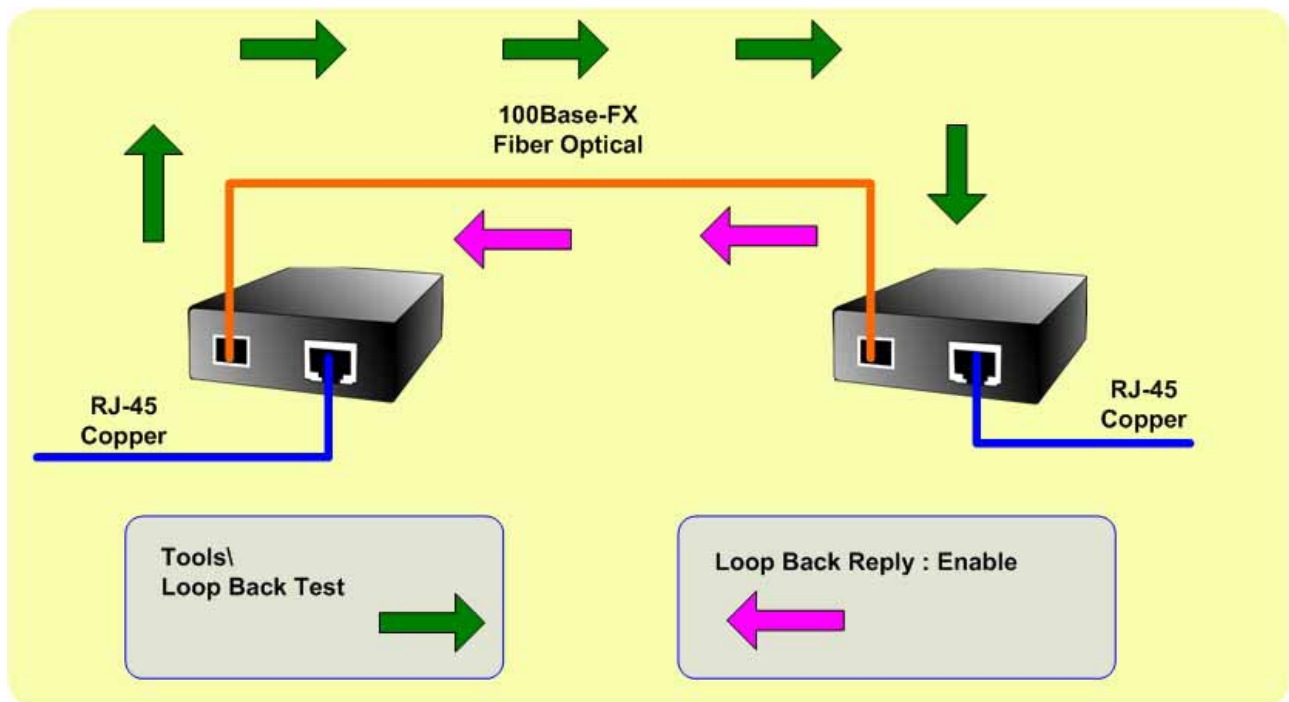 100Base-FX
Fiber Optical
RJ-45
Copper
RJ-45
Copper
Tools\
Loop Back Test
Loop Back Reply : Enable